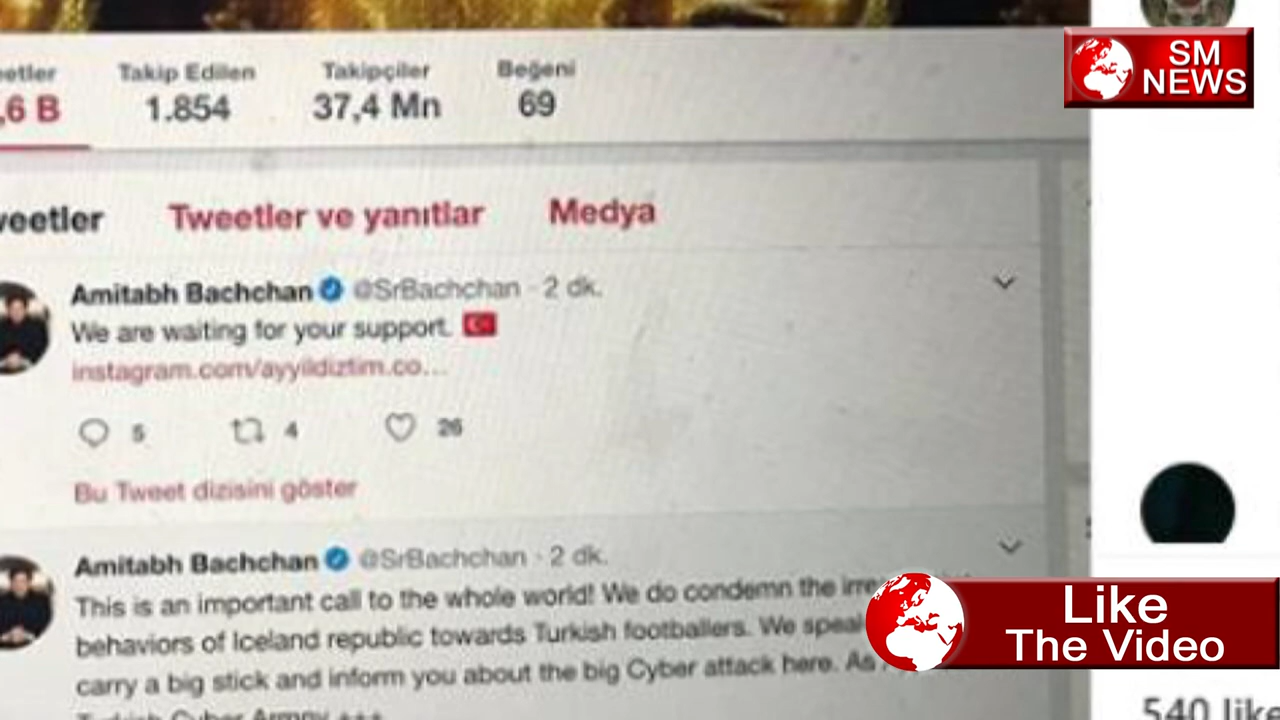 SM
NEWS
etler Takip Edilen Takipçiler Beğeni
,6 B 1.854 37,4 Mn 69
weetler Tweetler ve yanıtlar Medya
Amitabh Bachchan @SrBachchan · 2 dk.
We are waiting for your support.
instagram.com/ayyildiztim.co...
5 4 26
Bu Tweet dizisini göster
Amitabh Bachchan @SrBachchan · 2 dk.
This is an important call to the whole world! We do condemn the
behaviors of Iceland republic towards Turkish footballers. We speak
carry a big stick and inform you about the big Cyber attack here. As
Turkish Cyber Armny +++
Like
The Video
540 like